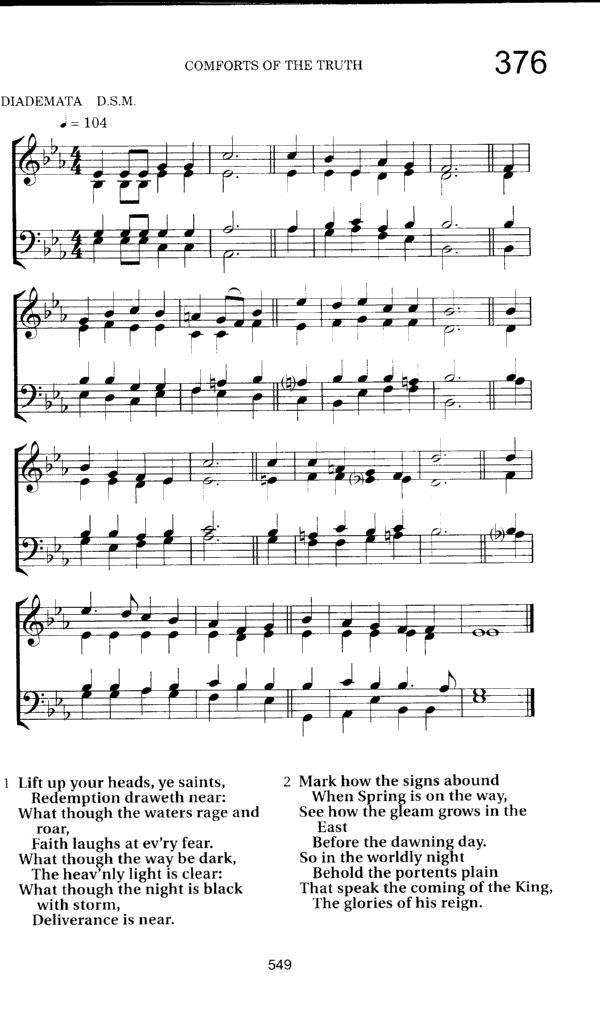 COMFORTS OF THE TRUTH
376
DIADEMATA D.S.M.
♩ = 104
1 Lift up your heads, ye saints,
Redemption draweth near:
What though the waters rage and
roar,
Faith laughs at ev'ry fear.
What though the way be dark,
The heav'nly light is clear:
What though the night is black
with storm,
Deliverance is near.
2 Mark how the signs abound
When Spring is on the way,
See how the gleam grows in the
East
Before the dawning day.
So in the worldly night
Behold the portents plain
That speak the coming of the King,
The glories of his reign.
549